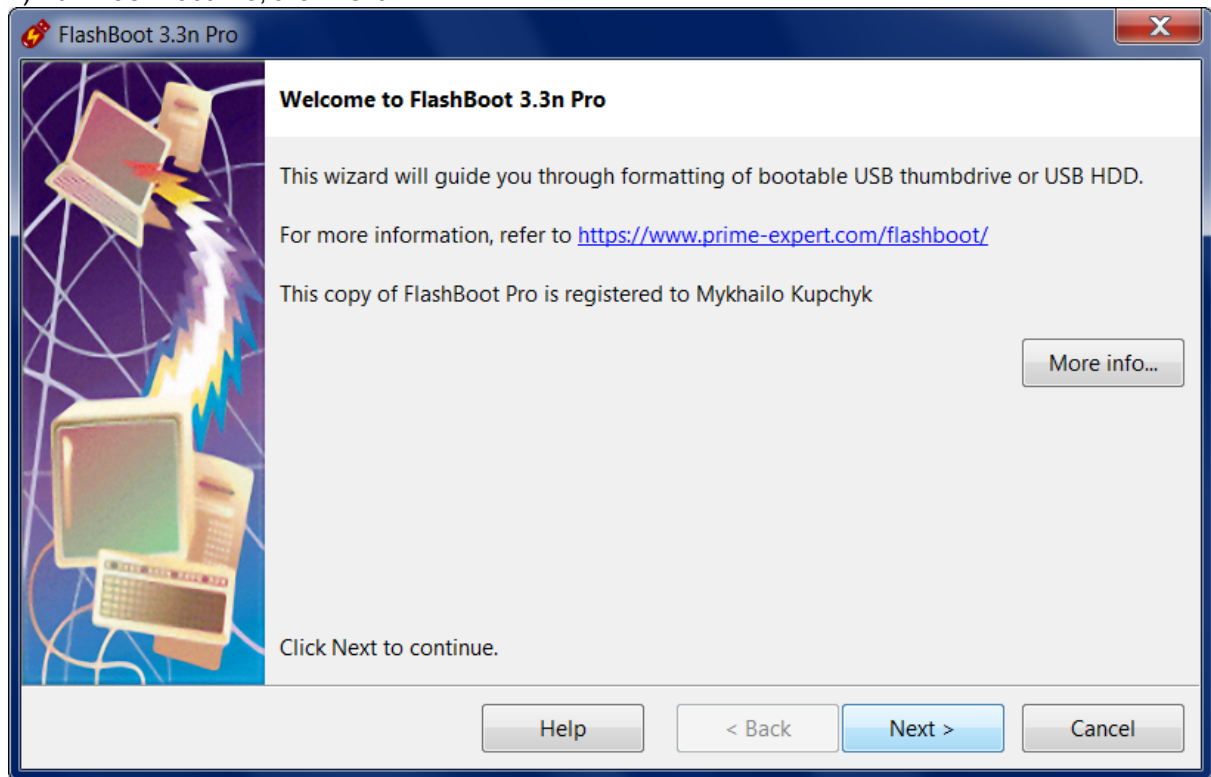 FlashBoot 3.3n Pro
Welcome to FlashBoot 3.3n Pro
This wizard will guide you through formatting of bootable USB thumbdrive or USB HDD.
For more information, refer to https://www.prime-expert.com/flashboot/
This copy of FlashBoot Pro is registered to Mykhailo Kupchyk
More info...
Click Next to continue.
Help < Back Next > Cancel